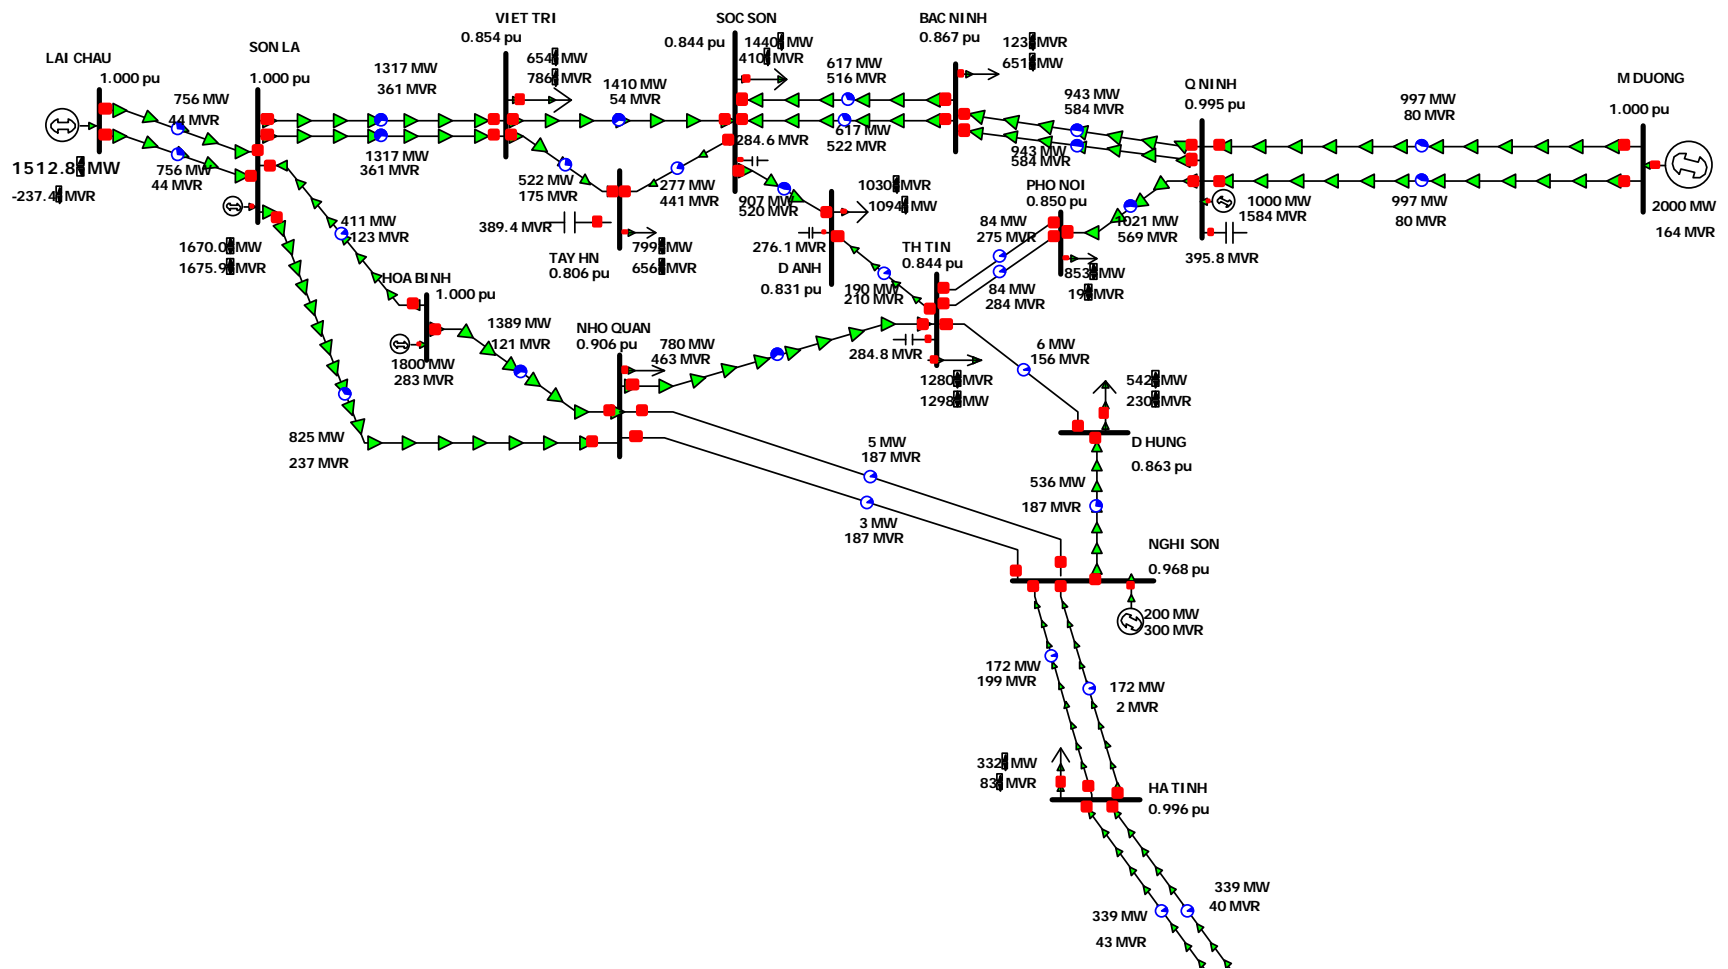 VIET TRI
0.854 pu
SOC SON
0.844 pu
BAC NINH
0.867 pu
LAI CHAU
1.000 pu
SON LA
1.000 pu
Q NINH
0.995 pu
M DUONG
1.000 pu
654 MW
786 MVR
1440 MW
410 MVR
123 MVR
651 MW
1317 MW
361 MVR
1410 MW
54 MVR
617 MW
516 MVR
943 MW
584 MVR
997 MW
80 MVR
756 MW
44 MVR
1317 MW
361 MVR
284.6 MVR
617 MW
522 MVR
943 MW
584 MVR
756 MW
44 MVR
1512.8 MW
-237.4 MVR
522 MW
175 MVR
277 MW
441 MVR
907 MW
520 MVR
1030 MVR
1094 MW
PHO NOI
0.850 pu
1000 MW
1584 MVR
997 MW
80 MVR
2000 MW
164 MVR
411 MW
123 MVR
389.4 MVR
84 MW
275 MVR
1021 MW
569 MVR
1670.0 MW
1675.9 MVR
799 MW
656 MVR
276.1 MVR
TH TIN
0.844 pu
395.8 MVR
TAY HN
0.806 pu
D ANH
0.831 pu
853 MW
19 MVR
HOA BINH
1.000 pu
190 MW
210 MVR
84 MW
284 MVR
1389 MW
121 MVR
NHO QUAN
0.906 pu
780 MW
463 MVR
284.8 MVR
6 MW
156 MVR
1800 MW
283 MVR
1280 MVR
1298 MW
542 MW
230 MVR
825 MW
237 MVR
5 MW
187 MVR
D HUNG
0.863 pu
536 MW
187 MVR
3 MW
187 MVR
NGHI SON
0.968 pu
200 MW
300 MVR
172 MW
199 MVR
172 MW
2 MVR
332 MW
83 MVR
HA TINH
0.996 pu
339 MW
40 MVR
339 MW
43 MVR